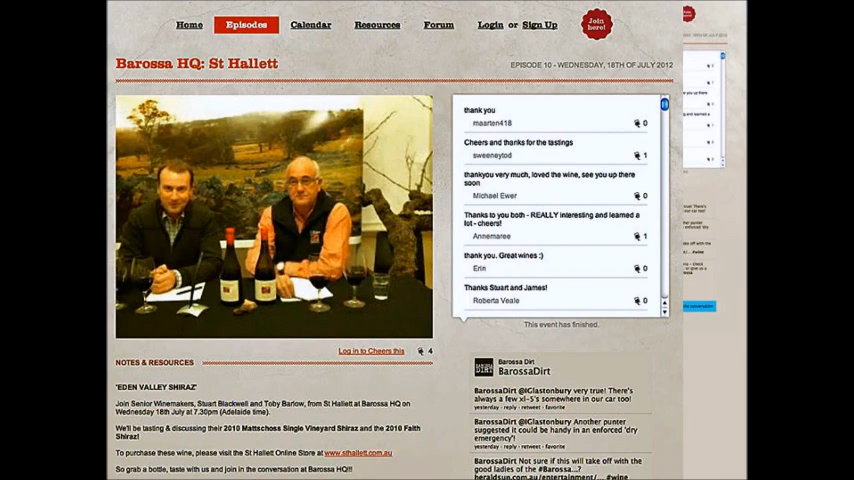 Home Episodes Calendar Resources Forum Login or Sign Up Join here!
Barossa HQ: St Hallett
EPISODE 10 - WEDNESDAY, 18TH OF JULY 2012
thank you
maarten418 0
Cheers and thanks for the tastings
sweeneytod 1
thankyou very much, loved the wine, see you up there
soon
Michael Ewer 0
Thanks to you both - REALLY interesting and learned a
lot - cheers!
Annemaree 1
thank you. Great wines :)
Erin 0
Thanks Stuart and James!
Roberta Veale 0
This event has finished.
Log in to Cheers this 4
NOTES & RESOURCES
'EDEN VALLEY SHIRAZ'
Join Senior Winemakers, Stuart Blackwell and Toby Barlow, from St Hallett at Barossa HQ on
Wednesday 18th July at 7.30pm (Adelaide time).
We'll be tasting & discussing their 2010 Mattschoss Single Vineyard Shiraz and the 2010 Faith
Shiraz!
To purchase these wine, please visit the St Hallett Online Store at www.sthallett.com.au
So grab a bottle, taste with us and join in the conversation at Barossa HQ!!!
Barossa Dirt
BarossaDirt
BarossaDirt @IGlastonbury very true! There's
always a few xl-5's somewhere in our car too!
yesterday · reply · retweet · favorite
BarossaDirt @IGlastonbury Another punter
suggested it could be handy in an enforced 'dry
emergency'!
yesterday · reply · retweet · favorite
BarossaDirt Not sure if this will take off with the
good ladies of the #Barossa...?
heraldsun.com.au/entertainment/... #wine